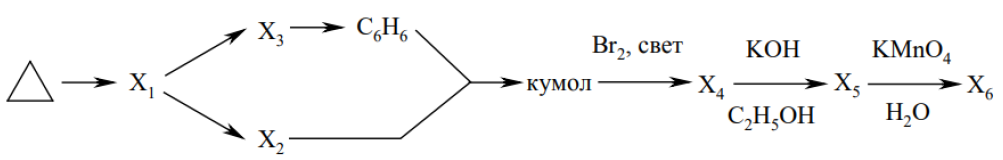 X₃ C₆H₆
Br₂, свет KOH KMnO₄
X₁ кумол X₄ X₅ X₆
C₂H₅OH H₂O
X₂